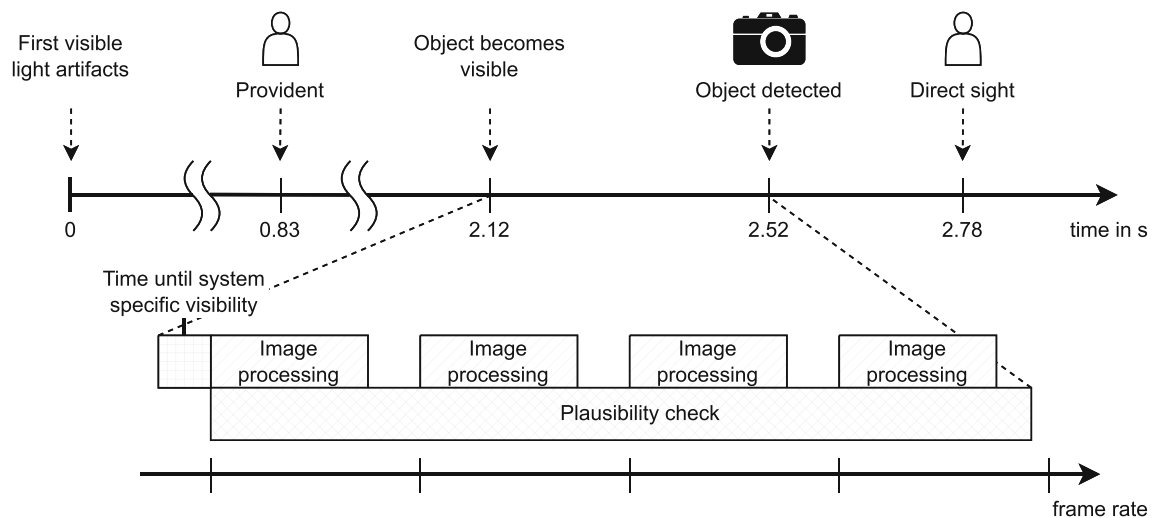 First visible
light artifacts
Provident
Object becomes
visible
Object detected
Direct sight
0
0.83
2.12
2.52
2.78
time in s
Time until system
specific visibility
Image
processing
Image
processing
Image
processing
Image
processing
Plausibility check
frame rate